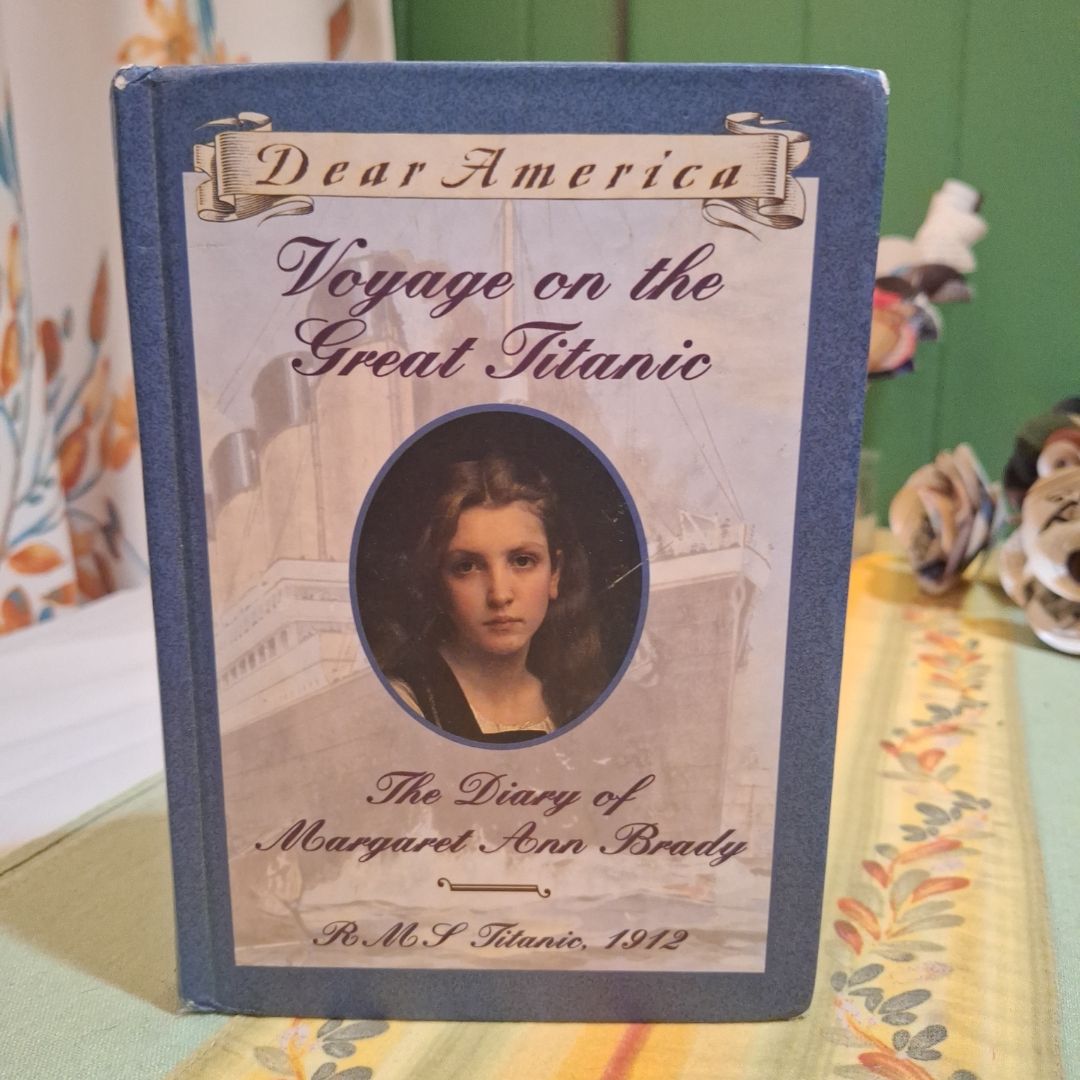 Dear America
Voyage on the
Great Titanic
The Diary of
Margaret Ann Brady
RMS Titanic, 1912